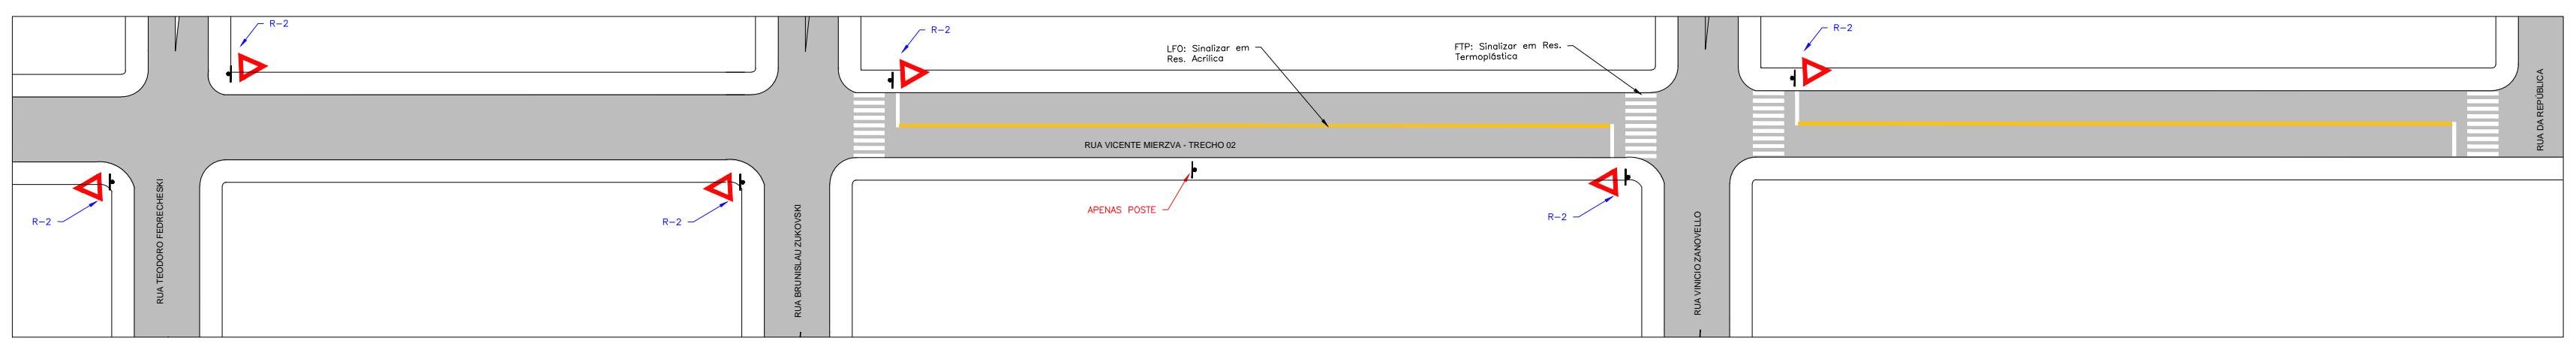 R-2
R-2
LFO: Sinalizar em
Res. Acrílica
FTP: Sinalizar em Res.
Termoplástica
R-2
RUA DA REPÚBLICA
RUA VICENTE MIERZVA - TRECHO 02
R-2
RUA TEODORO FEDRECHESKI
R-2
RUA BRUNISLAU ZUKOVSKI
APENAS POSTE
R-2
RUA VINICIO ZANOVELLO